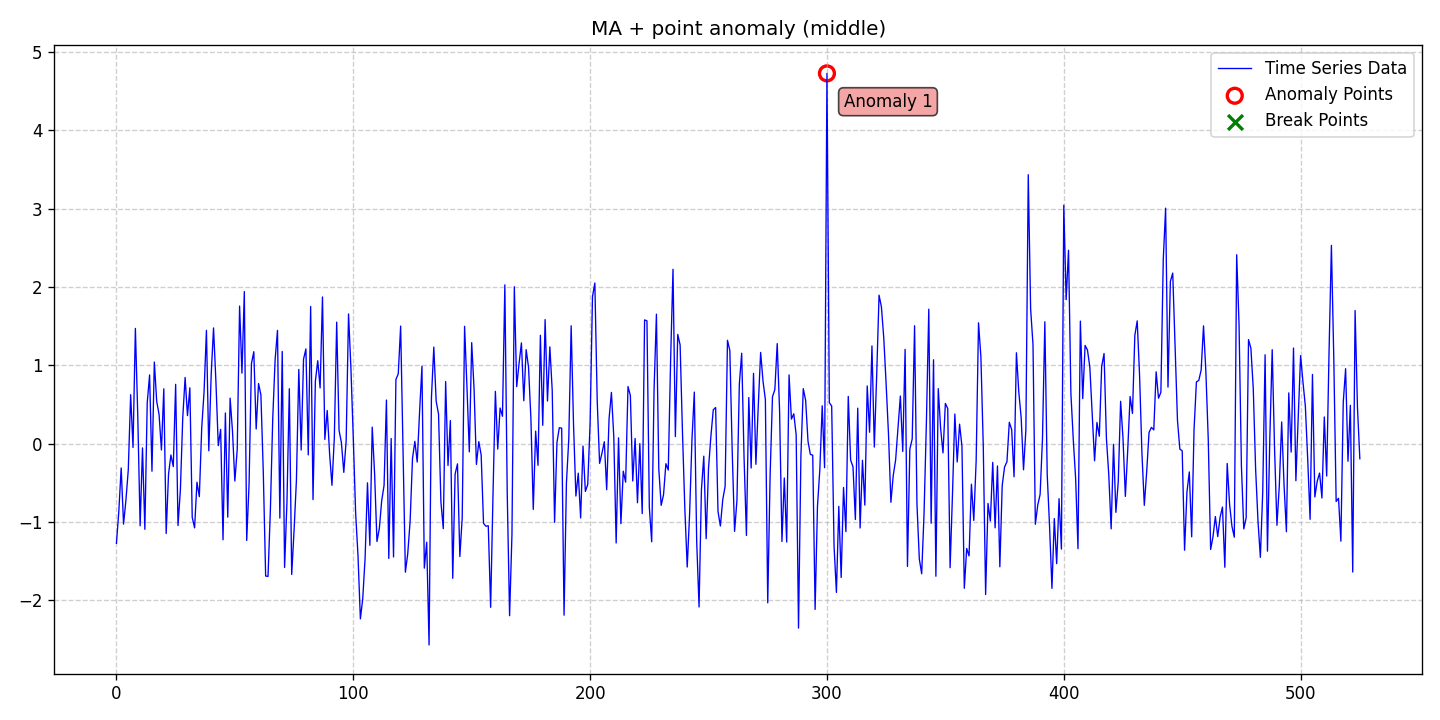 MA + point anomaly (middle)
5
4
3
2
1
0
−1
−2
Time Series Data
Anomaly Points
Break Points
Anomaly 1
0
100
200
300
400
500